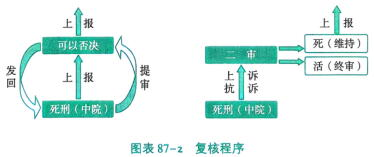 上报
可以否决
发回
上报
提审
死刑(中院)
上报
死(维持)
二审
活(终审)
上诉
抗诉
死刑(中院)
图表 87-2 复核程序